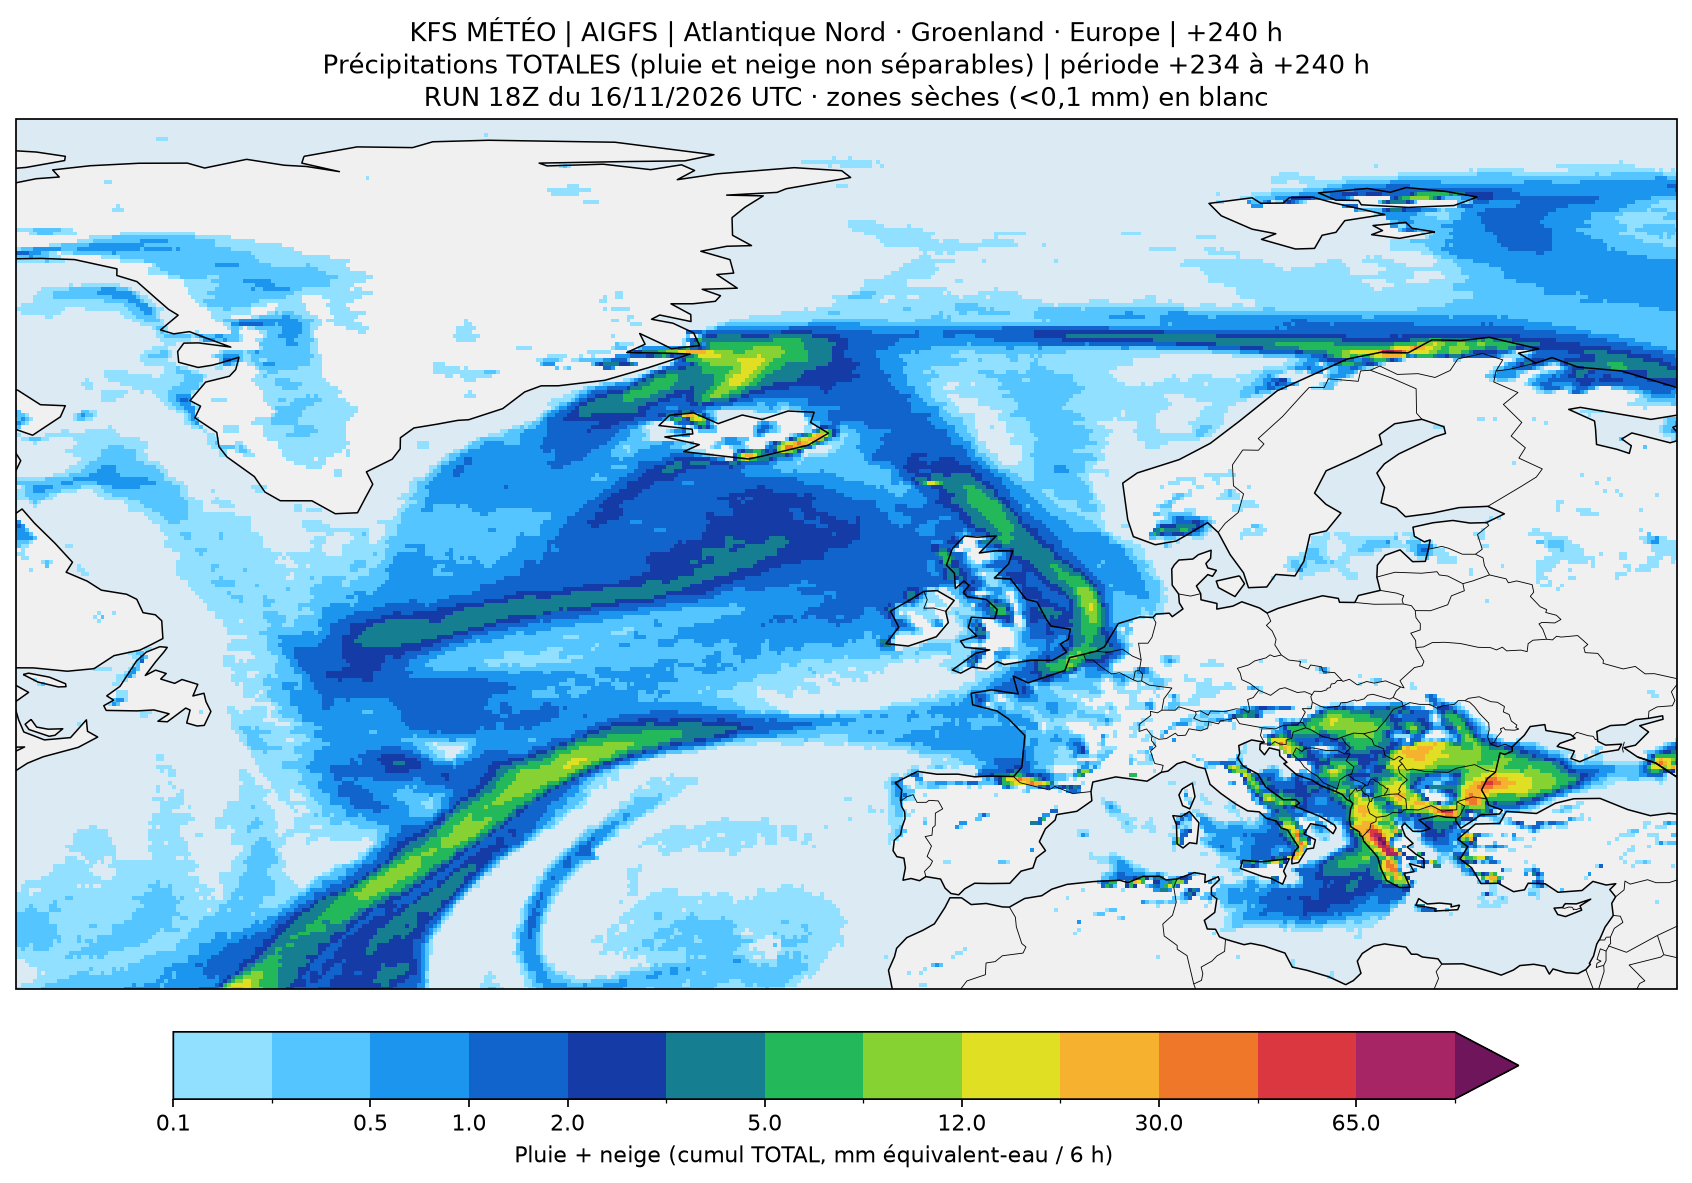 KFS MÉTÉO | AIGFS | Atlantique Nord · Groenland · Europe | +240 h
Précipitations TOTALES (pluie et neige non séparables) | période +234 à +240 h
RUN 18Z du 16/11/2026 UTC · zones sèches (<0,1 mm) en blanc
0.1 0.5 1.0 2.0 5.0 12.0 30.0 65.0
Pluie + neige (cumul TOTAL, mm équivalent-eau / 6 h)